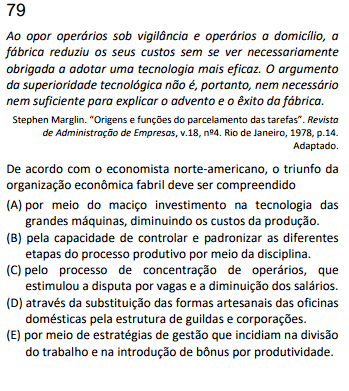 79
Ao opor operários sob vigilância e operários a domicílio, a
fábrica reduziu os seus custos sem se ver necessariamente
obrigada a adotar uma tecnologia mais eficaz. O argumento
da superioridade tecnológica não é, portanto, nem necessário
nem suficiente para explicar o advento e o êxito da fábrica.
Stephen Marglin. “Origens e funções do parcelamento das tarefas”. Revista
de Administração de Empresas, v.18, nº4. Rio de Janeiro, 1978, p.14.
Adaptado.
De acordo com o economista norte-americano, o triunfo da
organização econômica fabril deve ser compreendido
(A) por meio do maciço investimento na tecnologia das
grandes máquinas, diminuindo os custos da produção.
(B) pela capacidade de controlar e padronizar as diferentes
etapas do processo produtivo por meio da disciplina.
(C) pelo processo de concentração de operários, que
estimulou a disputa por vagas e a diminuição dos salários.
(D) através da substituição das formas artesanais das oficinas
domésticas pela estrutura de guildas e corporações.
(E) por meio de estratégias de gestão que incidiam na divisão
do trabalho e na introdução de bônus por produtividade.